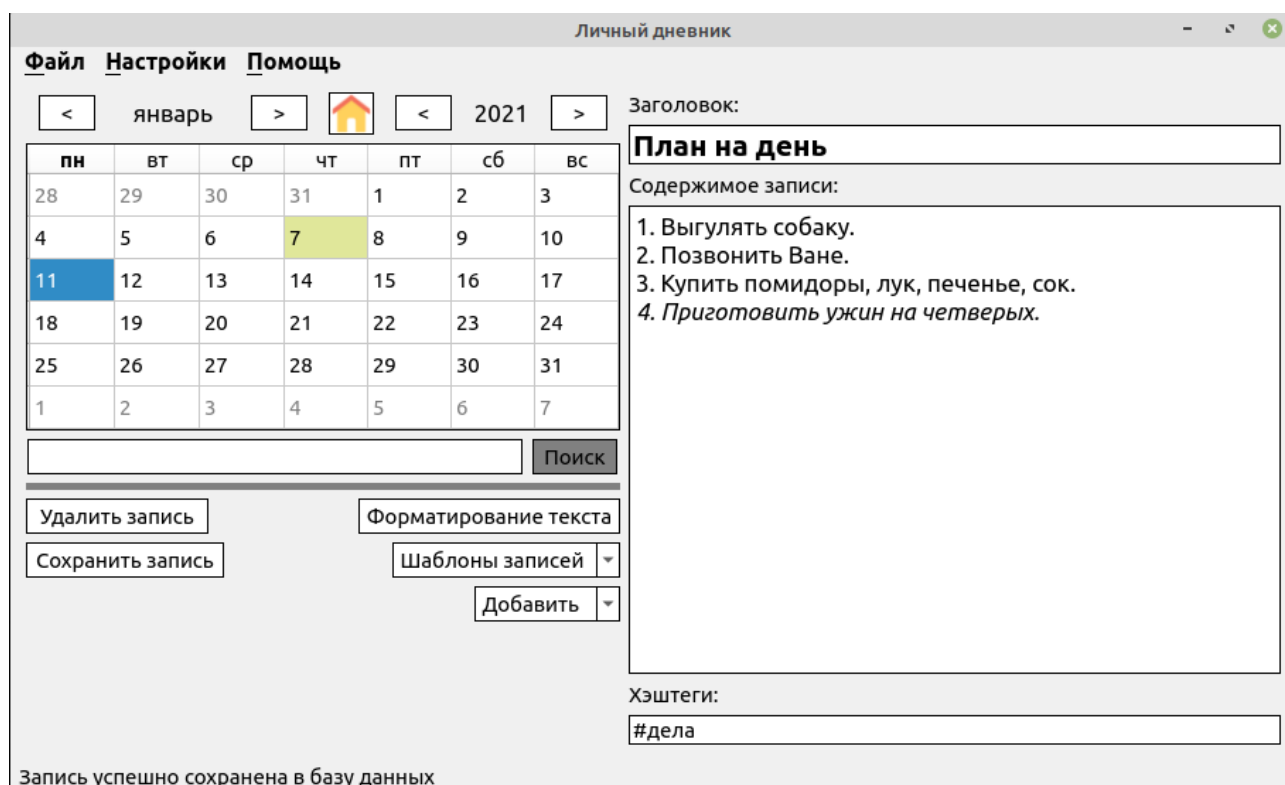 Личный дневник
Файл Настройки Помощь
< январь > < 2021 >
пн вт ср чт пт сб вс
28 29 30 31 1 2 3
4 5 6 7 8 9 10
11 12 13 14 15 16 17
18 19 20 21 22 23 24
25 26 27 28 29 30 31
1 2 3 4 5 6 7
Поиск
Удалить запись Форматирование текста
Сохранить запись Шаблоны записей
Добавить
Заголовок:
План на день
Содержимое записи:
1. Выгулять собаку.
2. Позвонить Ване.
3. Купить помидоры, лук, печенье, сок.
4. Приготовить ужин на четверых.
Хэштеги:
#дела
Запись успешно сохранена в базу данных